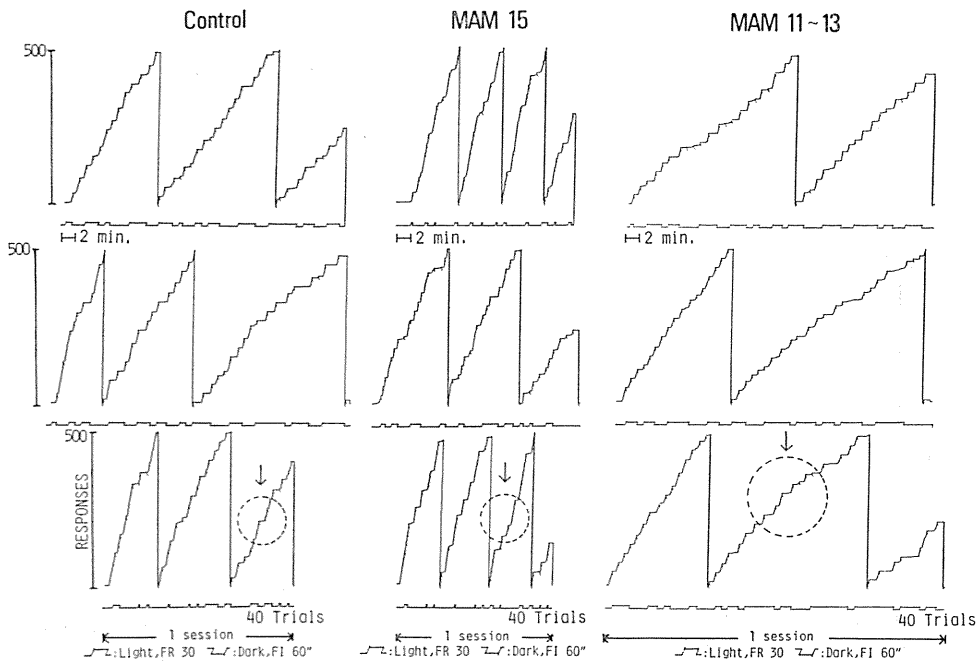 Control MAM 15 MAM 11~13
500
2 min. 2 min. 2 min.
500
500
RESPONSES
40 Trials 40 Trials 40 Trials
1 session 1 session 1 session
:Light,FR 30 :Dark,FI 60" :Light,FR 30 :Dark,FI 60" :Light,FR 30 :Dark,FI 60"